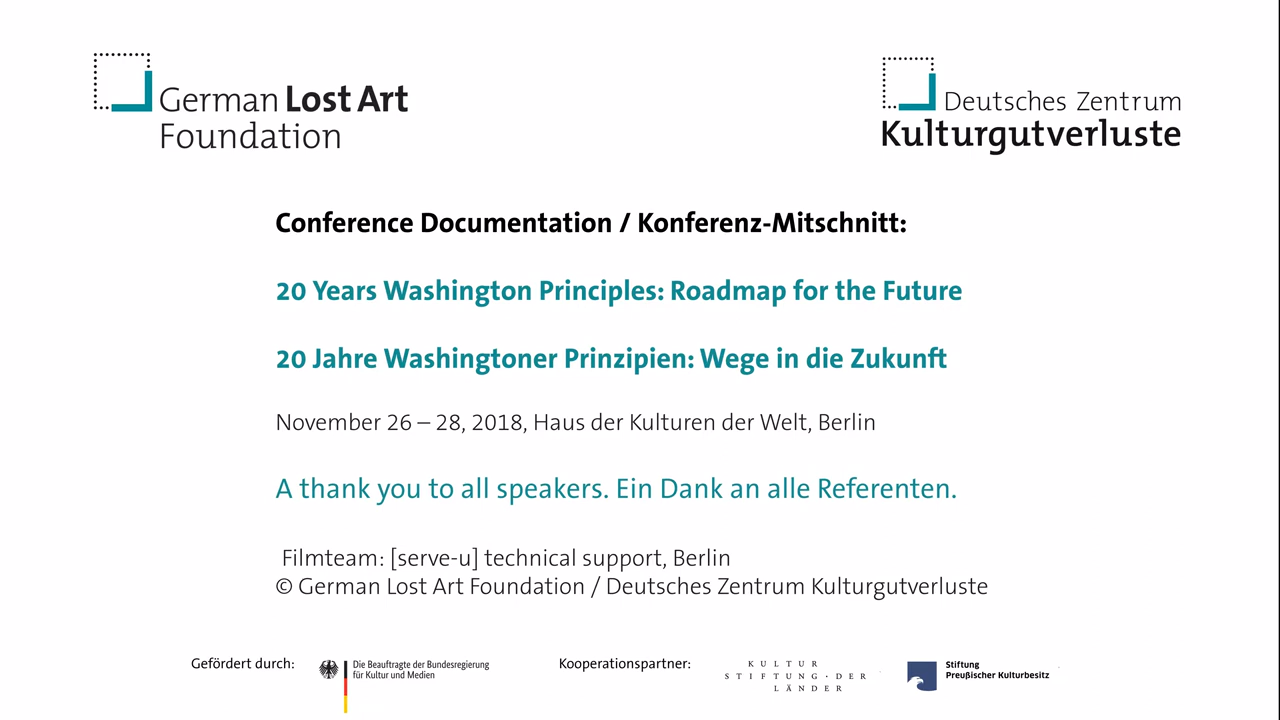 German Lost Art
Foundation
Deutsches Zentrum
Kulturgutverluste
Conference Documentation / Konferenz-Mitschnitt:
20 Years Washington Principles: Roadmap for the Future
20 Jahre Washingtoner Prinzipien: Wege in die Zukunft
November 26 – 28, 2018, Haus der Kulturen der Welt, Berlin
A thank you to all speakers. Ein Dank an alle Referenten.
Filmteam: [serve-u] technical support, Berlin
© German Lost Art Foundation / Deutsches Zentrum Kulturgutverluste
Gefördert durch:
Die Beauftragte der Bundesregierung
für Kultur und Medien
Kooperationspartner:
KULTUR
STIFTUNG · DER
LÄNDER
Stiftung
Preußischer Kulturbesitz